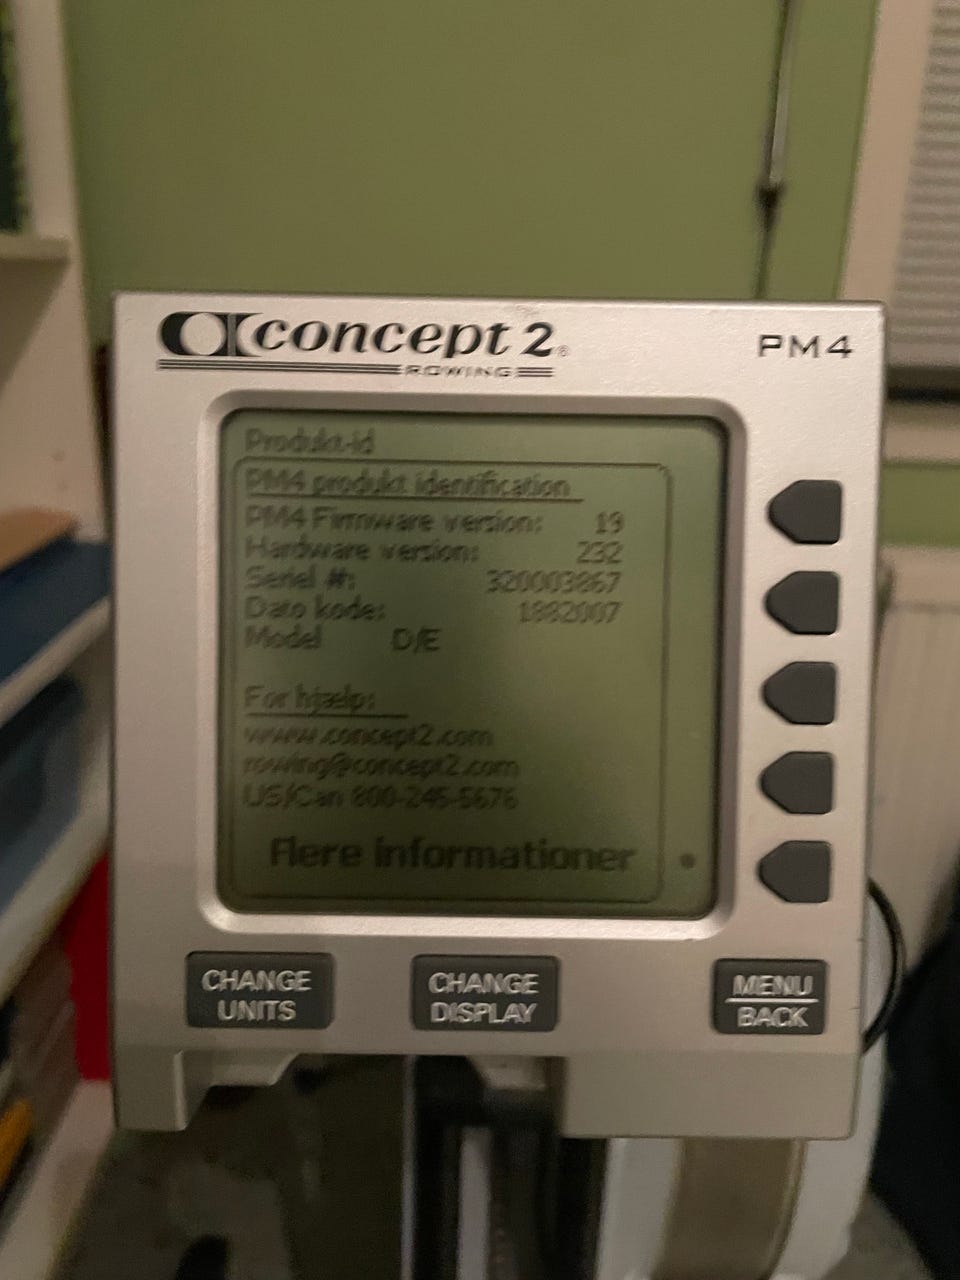 concept 2
ROWING
PM4
Produkt-id
PM4 produkt identification
PM4 Firmware version: 19
Hardware version: 232
Seriel #: 320003867
Dato kode: 1882007
Model D/E
For hjælp:
www.concept2.com
rowing@concept2.com
US/Can 800-245-5676
Flere informationer
CHANGE
UNITS
CHANGE
DISPLAY
MENU
BACK